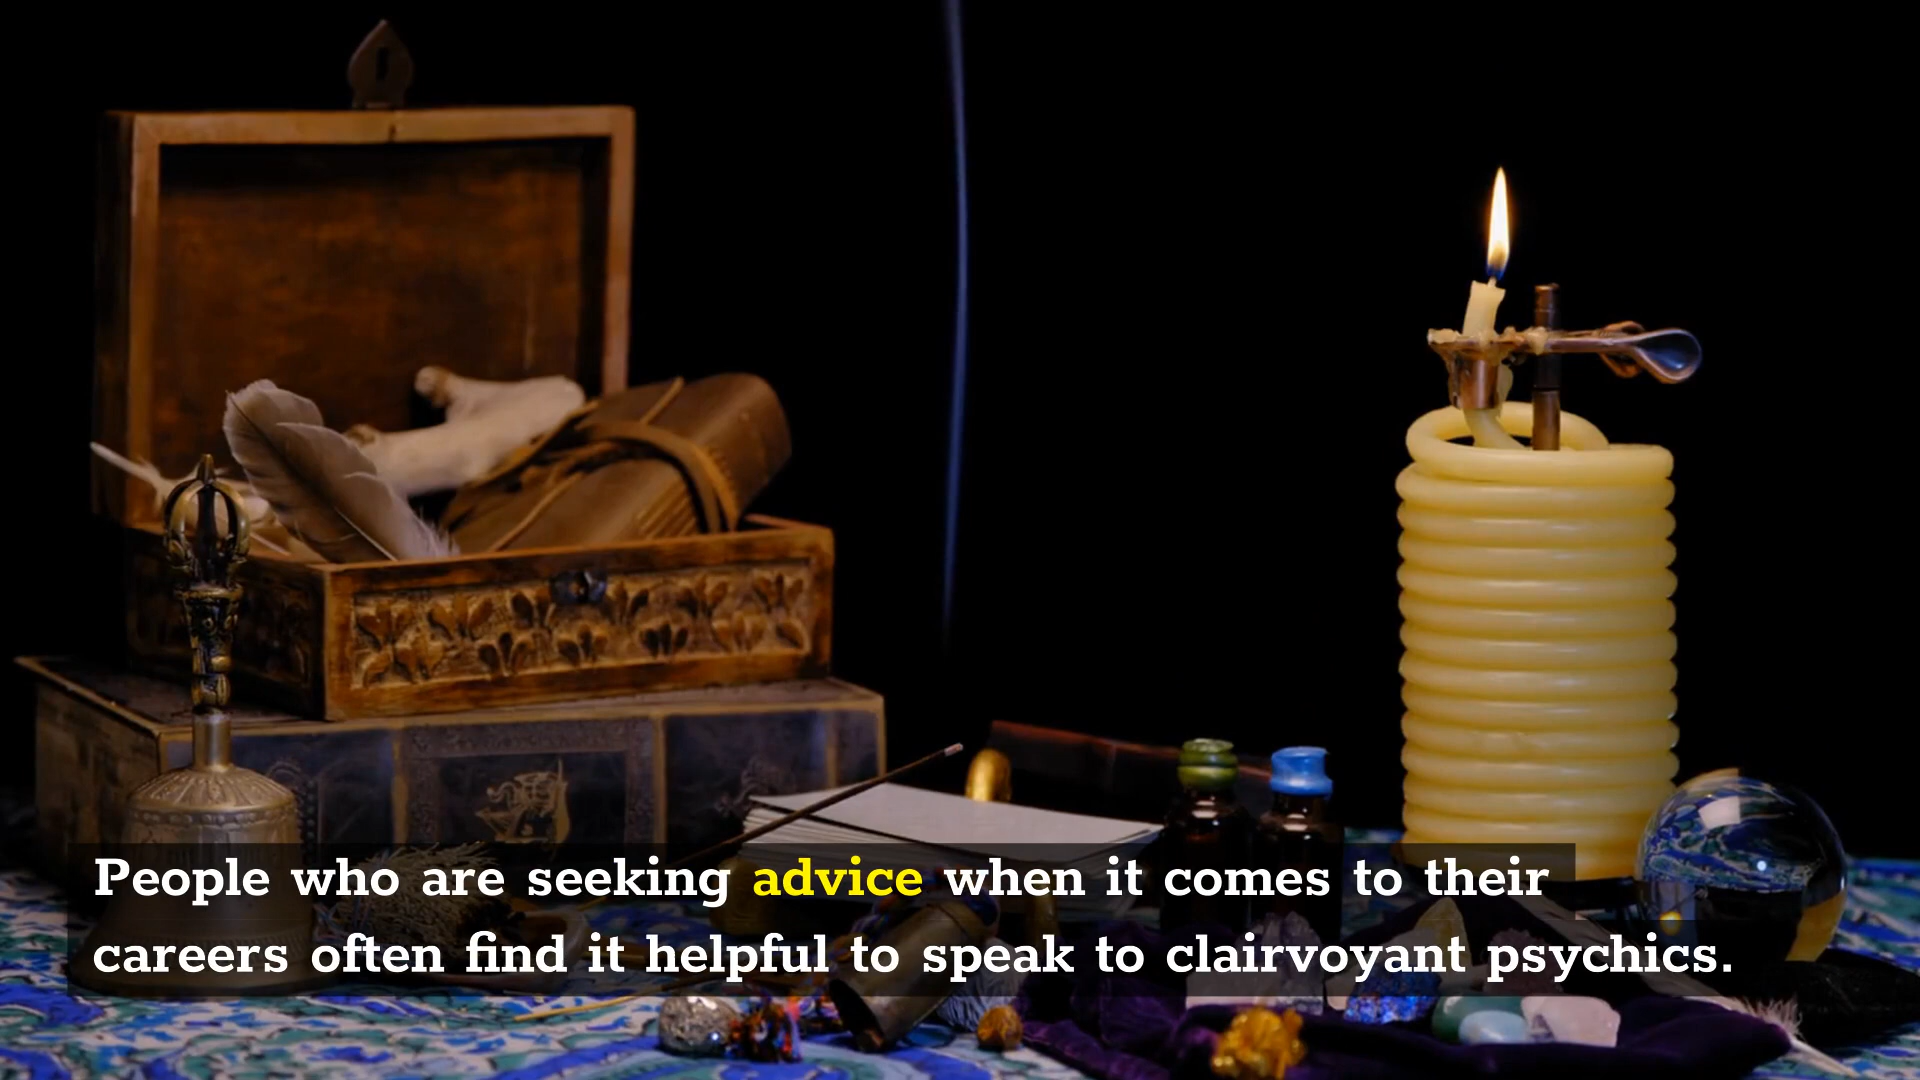 People who are seeking advice when it comes to their
careers often find it helpful to speak to clairvoyant psychics.